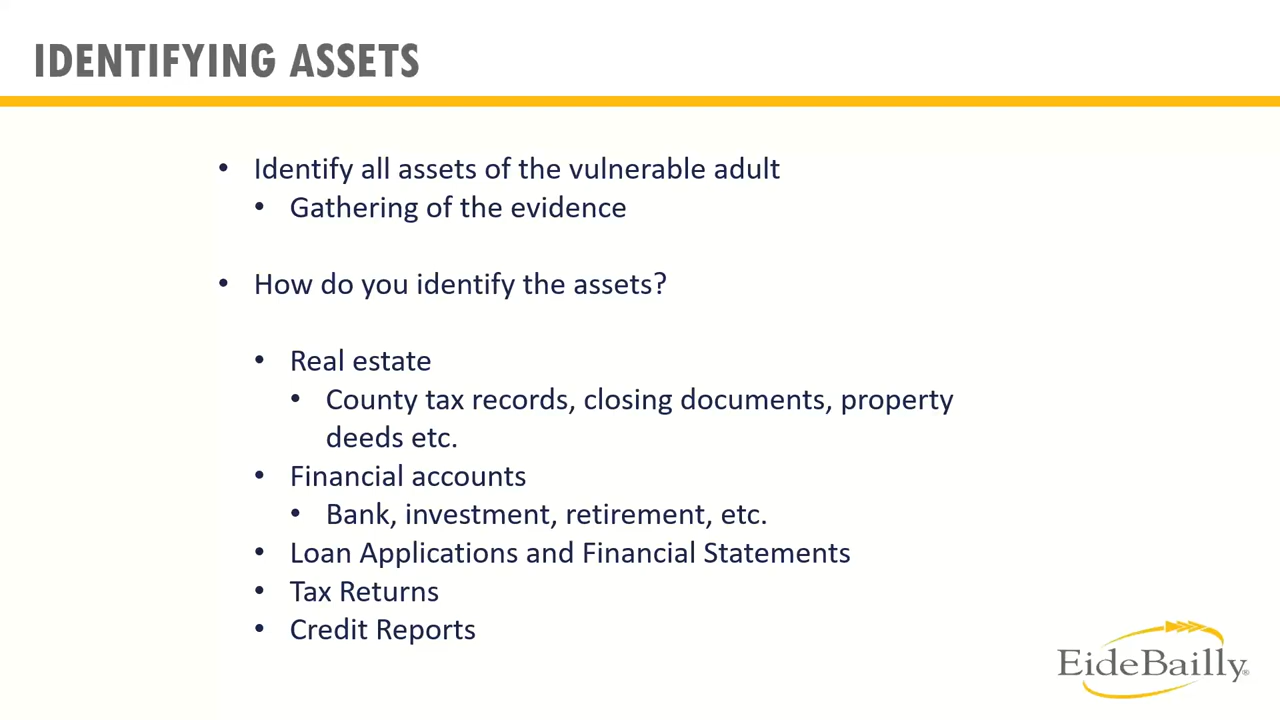 IDENTIFYING ASSETS
• Identify all assets of the vulnerable adult
• Gathering of the evidence
• How do you identify the assets?
• Real estate
• County tax records, closing documents, property
deeds etc.
• Financial accounts
• Bank, investment, retirement, etc.
• Loan Applications and Financial Statements
• Tax Returns
• Credit Reports
EideBailly®